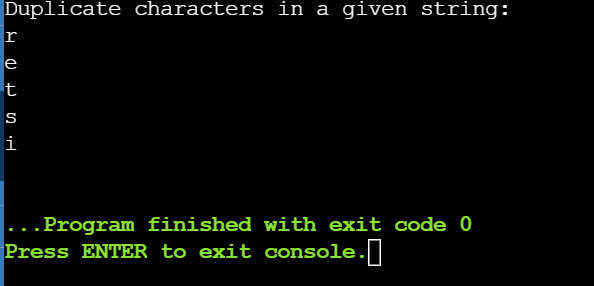 Duplicate characters in a given string:
r
e
t
s
i
...Program finished with exit code 0
Press ENTER to exit console.